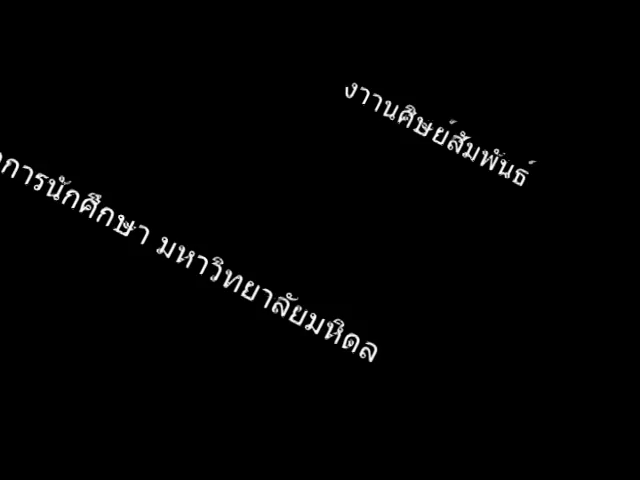 งาานศิษย์สัมพันธ์
การนักศึกษา มหาวิทยาลัยมหิดล